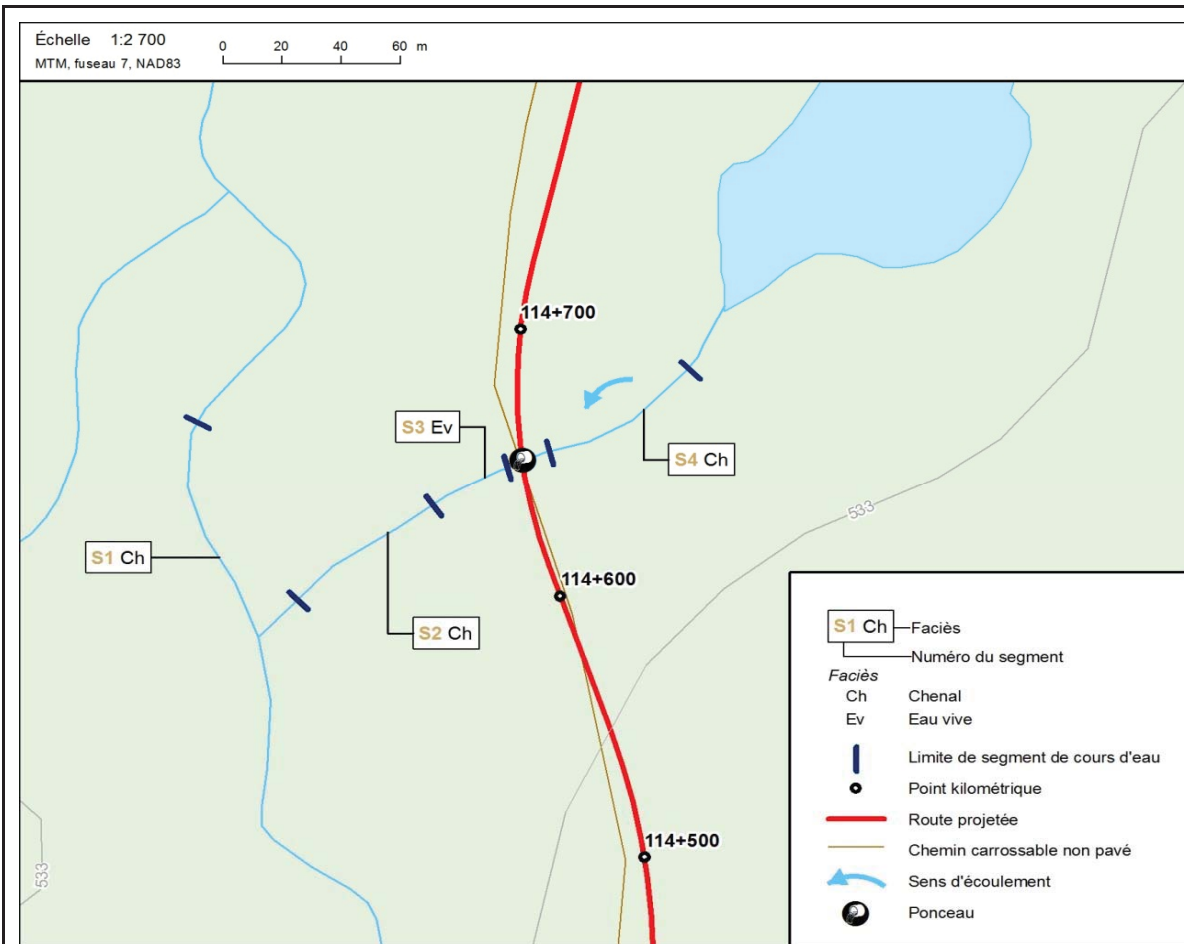 Échelle 1:2 700
0 20 40 60 m
MTM, fuseau 7, NAD83
114+700
S3 Ev
S4 Ch
533
S1 Ch
114+600
S2 Ch
114+500
533
S1 Ch Faciès
Numéro du segment
Faciès
Ch Chenal
Ev Eau vive
Limite de segment de cours d'eau
Point kilométrique
Route projetée
Chemin carrossable non pavé
Sens d'écoulement
Ponceau